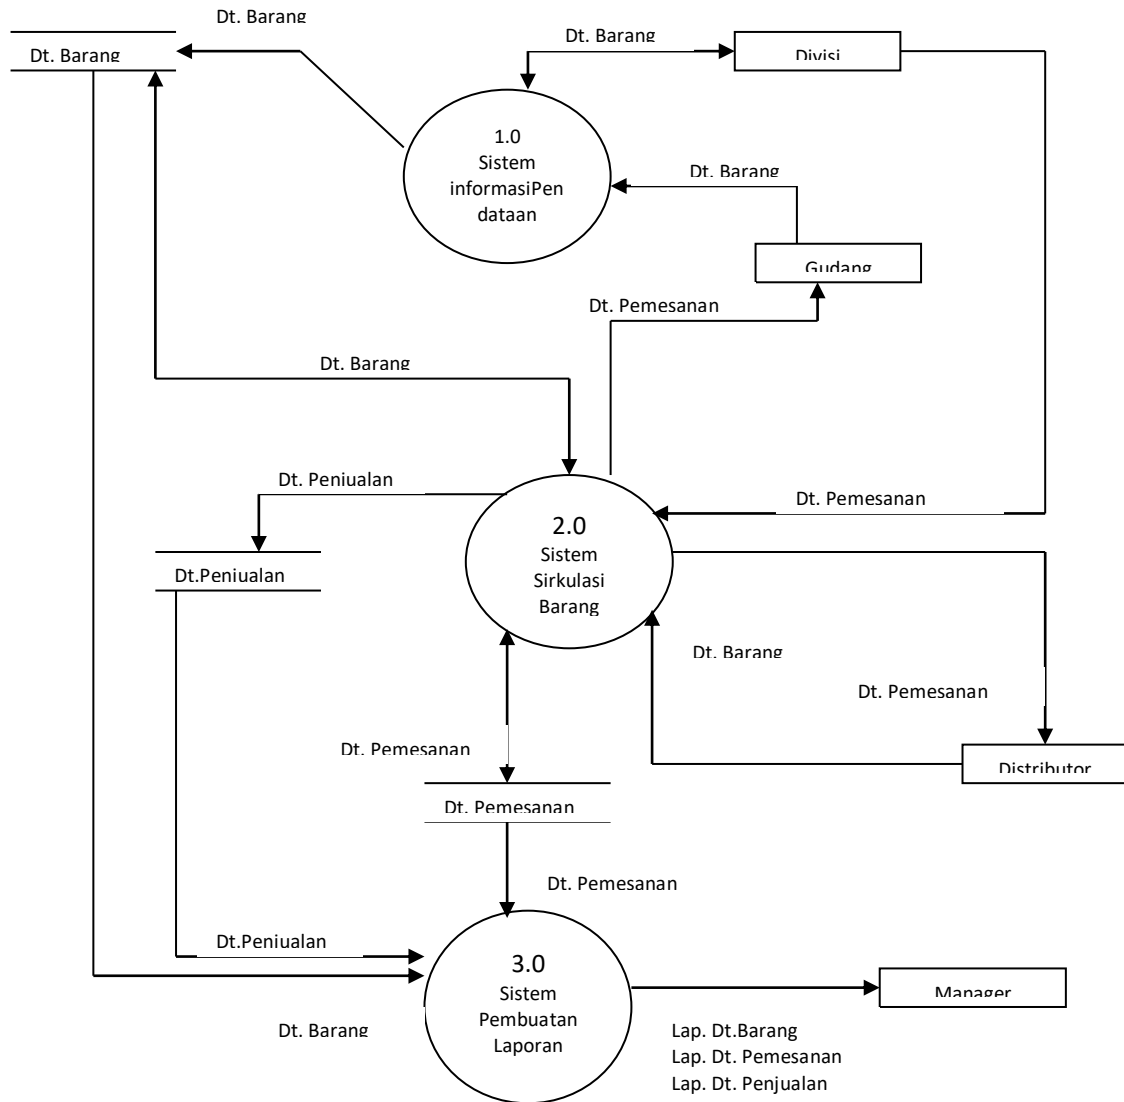 Dt. Barang
Dt. Barang
Dt. Barang
Divisi
1.0
Sistem
informasiPen
dataan
Dt. Barang
Gudang
Dt. Pemesanan
Dt. Barang
Dt. Penjualan
Dt. Pemesanan
2.0
Sistem
Sirkulasi
Barang
Dt.Penjualan
Dt. Barang
Dt. Pemesanan
Dt. Pemesanan
Distributor
Dt. Pemesanan
Dt. Pemesanan
Dt.Penjualan
3.0
Sistem
Pembuatan
Laporan
Manager
Dt. Barang
Lap. Dt.Barang
Lap. Dt. Pemesanan
Lap. Dt. Penjualan